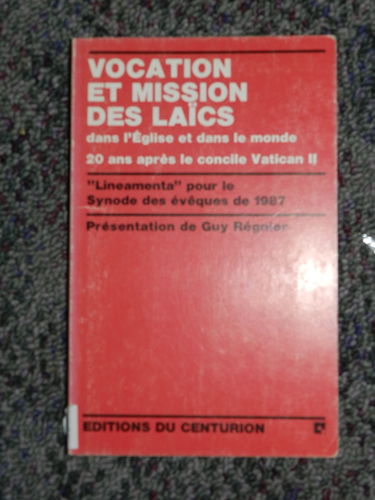 VOCATION
ET MISSION
DES LAÏCS
dans l'Église et dans le monde
20 ans après le concile Vatican II
"Lineamenta" pour le
Synode des évêques de 1987
Présentation de Guy Régnier
EDITIONS DU CENTURION